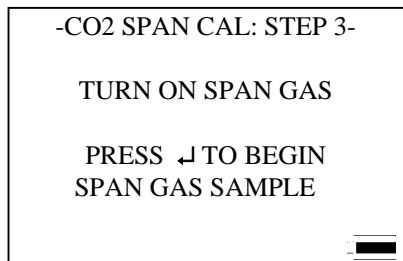 -CO2 SPAN CAL: STEP 3-
TURN ON SPAN GAS
PRESS ↵ TO BEGIN
SPAN GAS SAMPLE